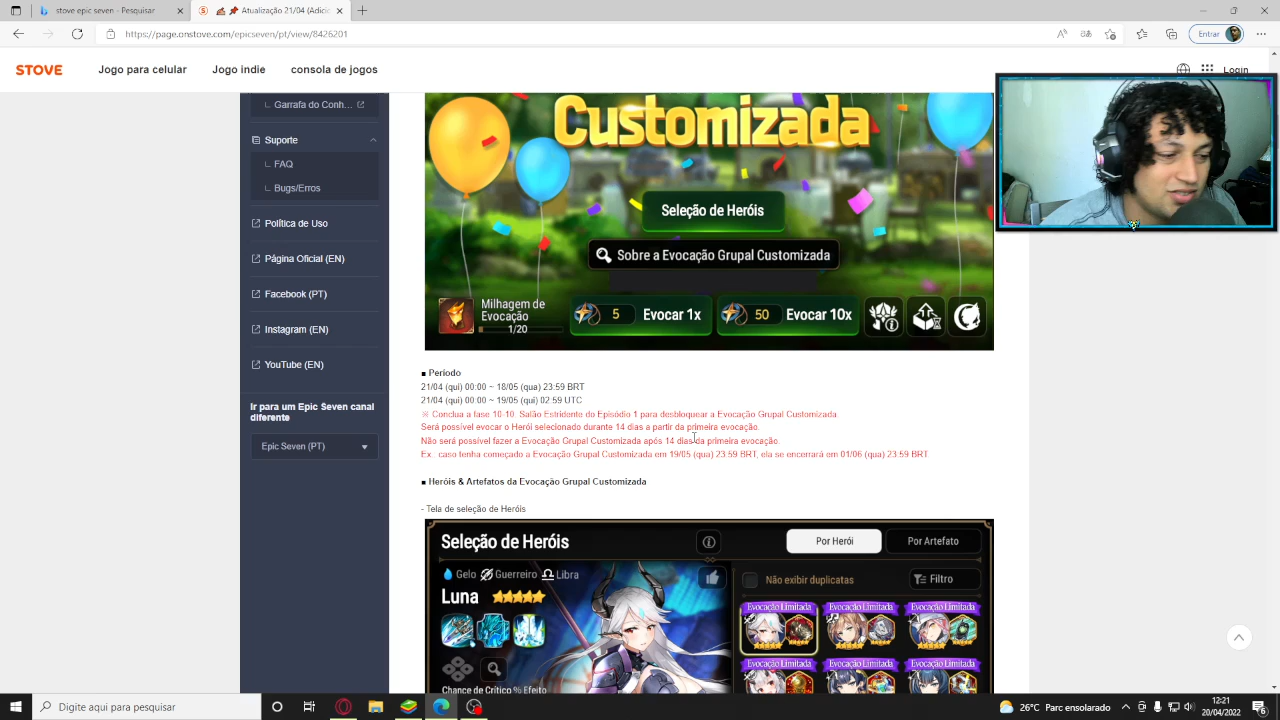 stove epic seven - Pesquisar
Atualização 21/04 (Adicio
https://page.onstove.com/epicseven/pt/view/8426201
Entrar
STOVE
Jogo para celular
Jogo indie
consola de jogos
Login
Garrafa do Conh...
Suporte
FAQ
Bugs/Erros
Política de Uso
Página Oficial (EN)
Facebook (PT)
Instagram (EN)
YouTube (EN)
Ir para um Epic Seven canal
diferente
Epic Seven (PT)
Customizada
Seleção de Heróis
Sobre a Evocação Grupal Customizada
Milhagem de
Evocação
1/20
5 Evocar 1x
50 Evocar 10x
■ Período
21/04 (qui) 00:00 ~ 18/05 (qua) 23:59 BRT
21/04 (qui) 00:00 ~ 19/05 (qui) 02:59 UTC
※ Conclua a fase 10-10. Salão Estridente do Episódio 1 para desbloquear a Evocação Grupal Customizada.
Será possível evocar o Herói selecionado durante 14 dias a partir da primeira evocação.
Não será possível fazer a Evocação Grupal Customizada após 14 dias da primeira evocação.
Ex.: caso tenha começado a Evocação Grupal Customizada em 19/05 (qua) 23:59 BRT, ela se encerrará em 01/06 (qua) 23:59 BRT.
■ Heróis & Artefatos da Evocação Grupal Customizada
- Tela de seleção de Heróis
Seleção de Heróis
Por Herói
Por Artefato
Gelo Guerreiro Libra
Não exibir duplicatas
Filtro
Luna
Evocação Limitada
Evocação Limitada
Evocação Limitada
Evocação Limitada
Evocação Limitada
Evocação Limitada
Chance de Crítico % Efeito
Digite aqui para pesquisar
26°C Parc ensolarado
12:21
20/04/2022
6